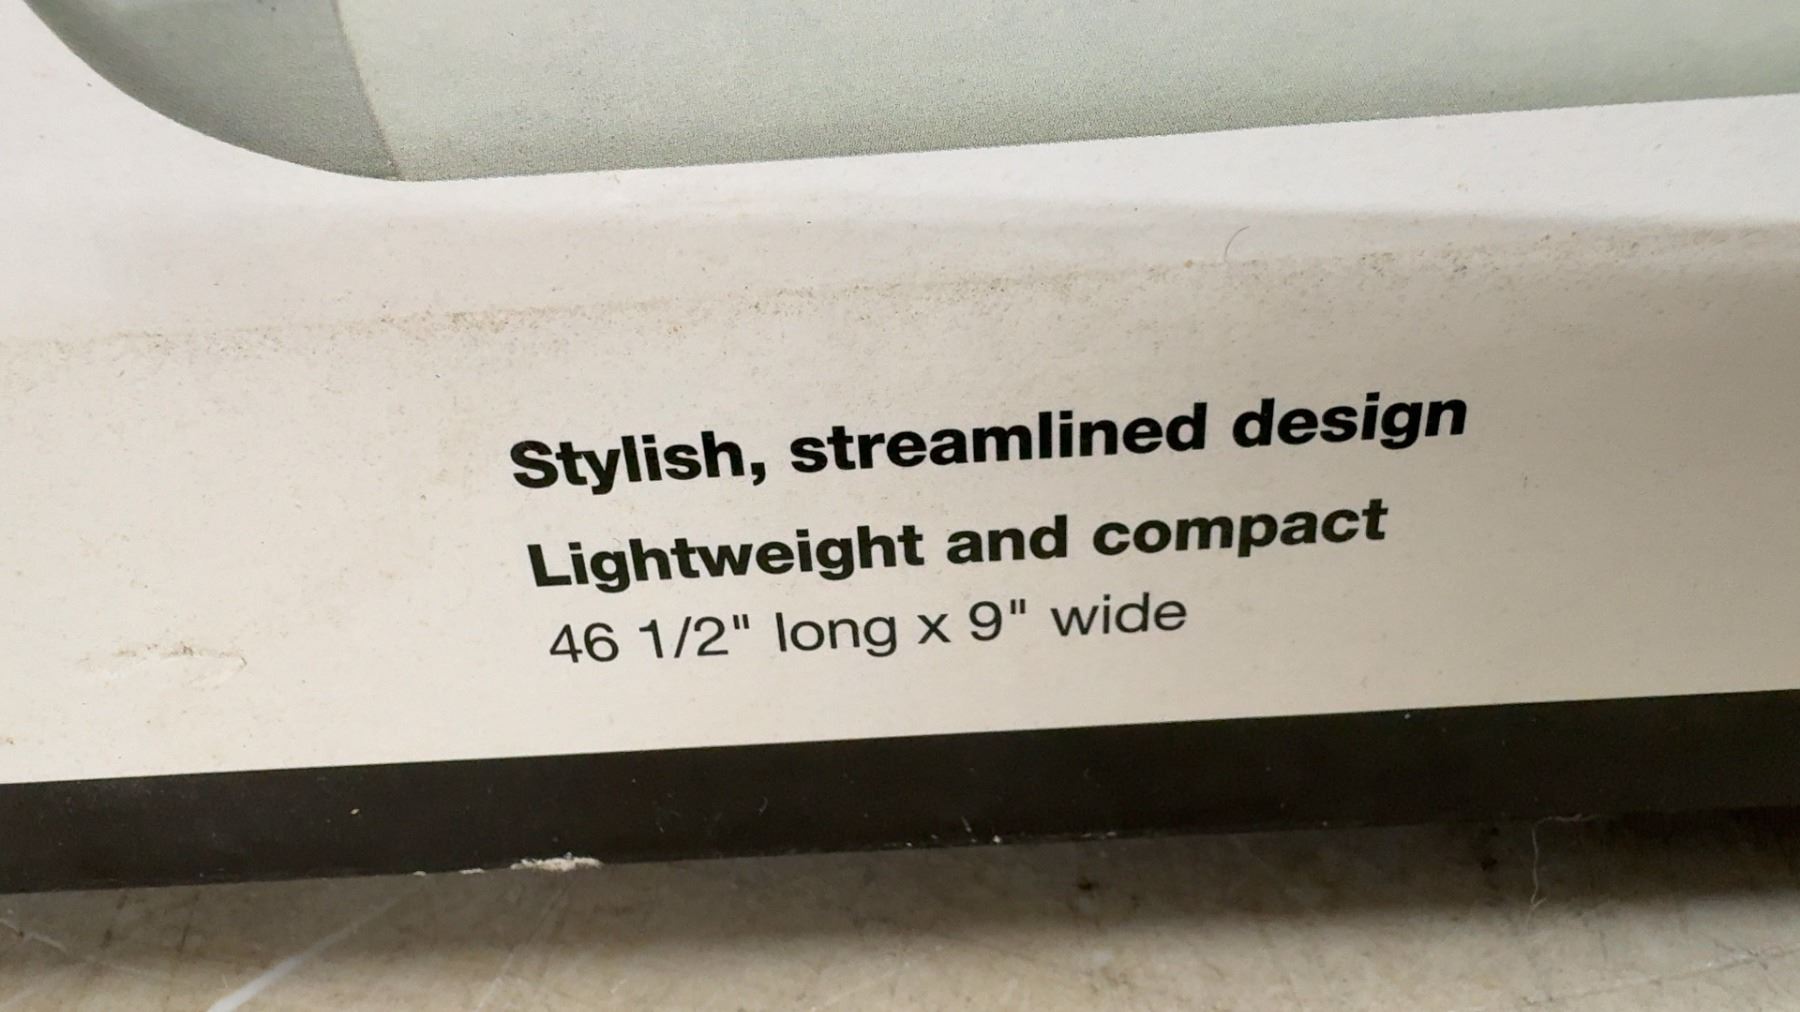 Stylish, streamlined design
Lightweight and compact
46 1/2" long x 9" wide